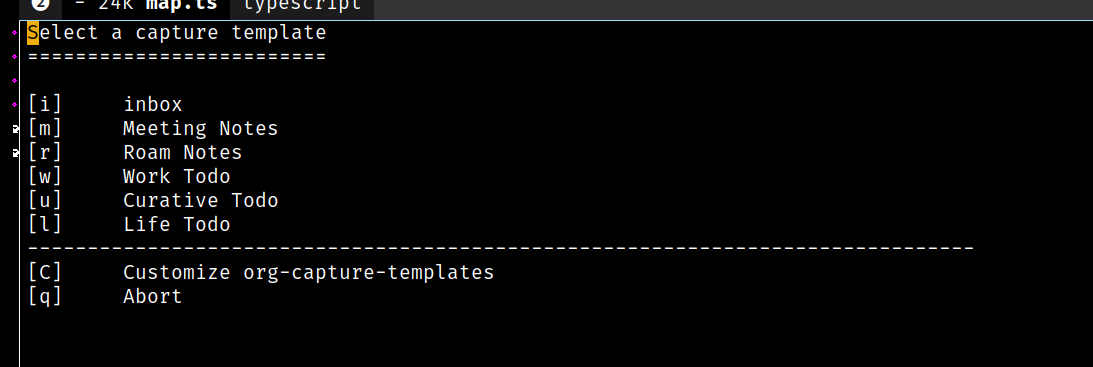 2 - 24k map.ts typescript
Select a capture template
=========================
[i] inbox
[m] Meeting Notes
[r] Roam Notes
[w] Work Todo
[u] Curative Todo
[l] Life Todo
-------------------------------------------------------------------------------
[C] Customize org-capture-templates
[q] Abort